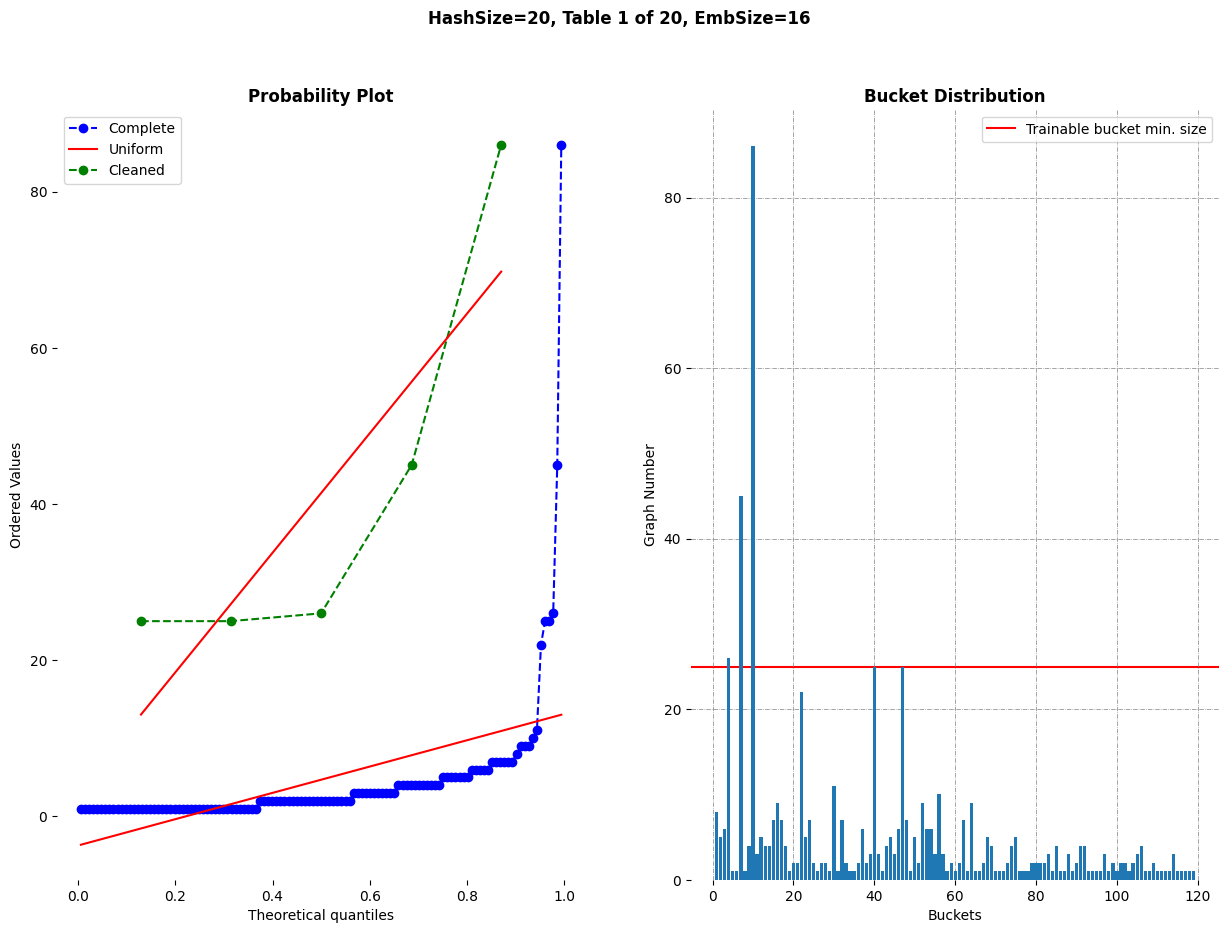 HashSize=20, Table 1 of 20, EmbSize=16
Probability Plot
Complete
Uniform
Cleaned
80
60
40
20
0
Ordered Values
0.0 0.2 0.4 0.6 0.8 1.0
Theoretical quantiles
Bucket Distribution
Trainable bucket min. size
80
60
40
20
0
Graph Number
0 20 40 60 80 100 120
Buckets